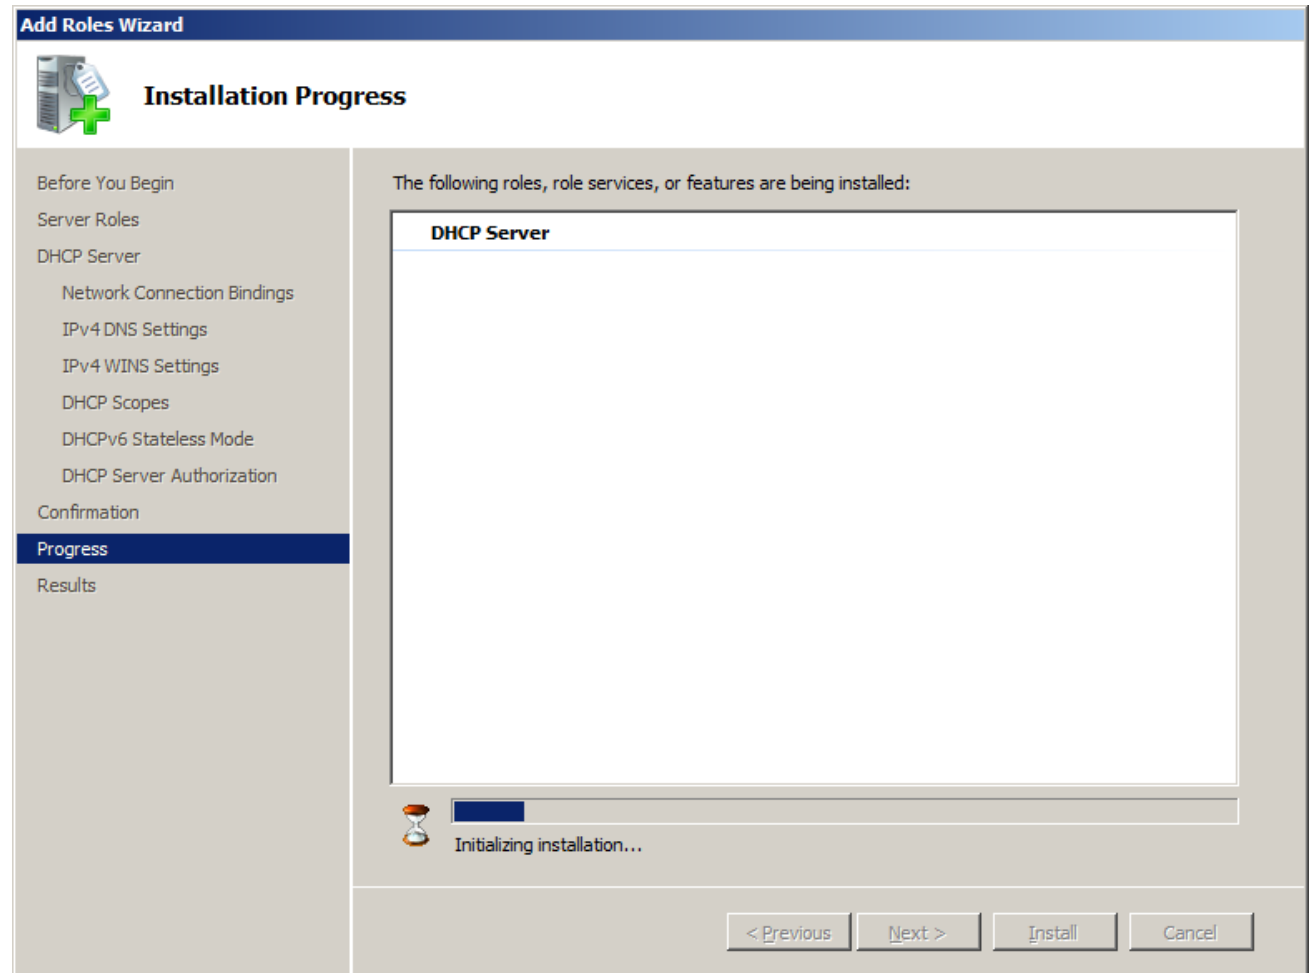 Add Roles Wizard
Installation Progress
Before You Begin
Server Roles
DHCP Server
Network Connection Bindings
IPv4 DNS Settings
IPv4 WINS Settings
DHCP Scopes
DHCPv6 Stateless Mode
DHCP Server Authorization
Confirmation
Progress
Results
The following roles, role services, or features are being installed:
DHCP Server
Initializing installation...
< Previous
Next >
Install
Cancel